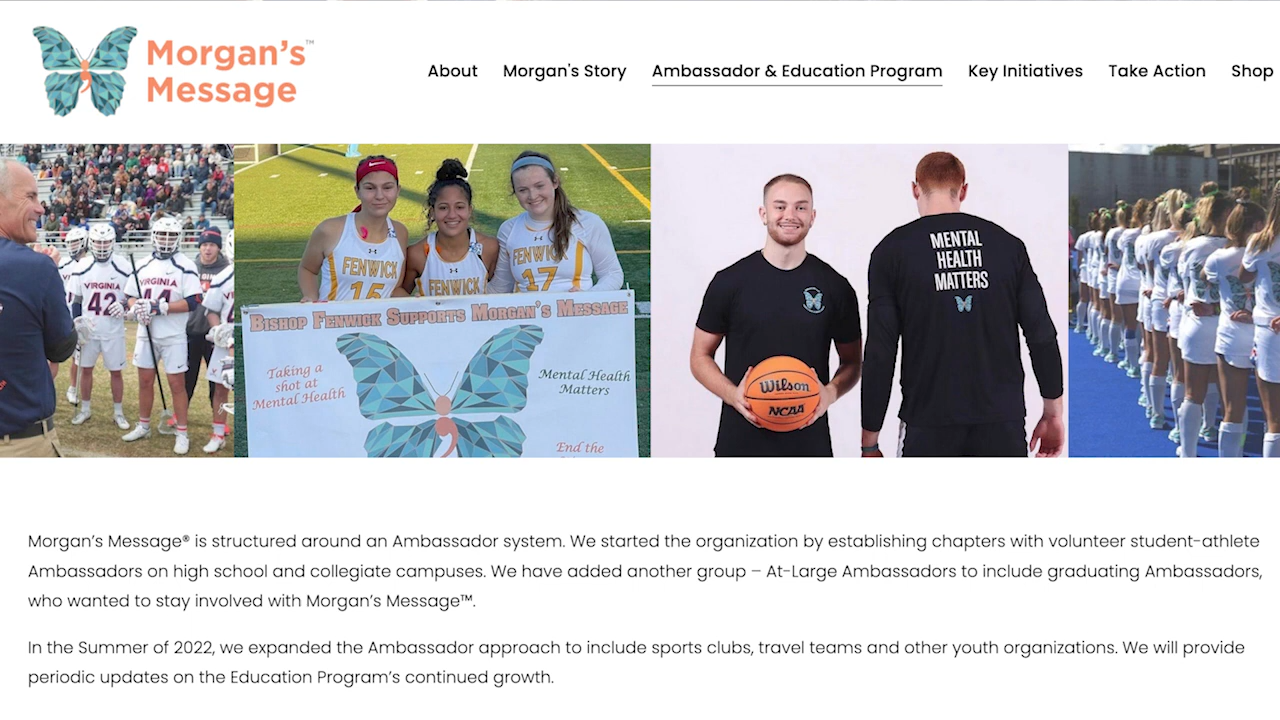 Morgan's™
Message
About Morgan's Story Ambassador & Education Program Key Initiatives Take Action Shop
VIRGINIA
42
VIRGINIA
44
FENWICK
15
FENWICK
FENWICK
17
BISHOP FENWICK SUPPORTS MORGAN'S MESSAGE
Taking a
shot at
Mental Health
Mental Health
Matters
End the
Wilson
NCAA
MENTAL
HEALTH
MATTERS
Morgan's Message® is structured around an Ambassador system. We started the organization by establishing chapters with volunteer student-athlete
Ambassadors on high school and collegiate campuses. We have added another group – At-Large Ambassadors to include graduating Ambassadors,
who wanted to stay involved with Morgan's Message™.
In the Summer of 2022, we expanded the Ambassador approach to include sports clubs, travel teams and other youth organizations. We will provide
periodic updates on the Education Program's continued growth.